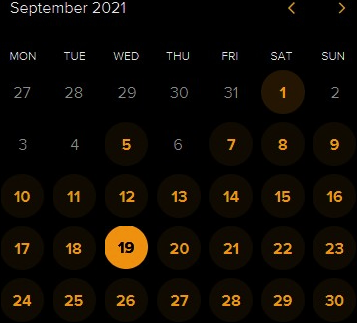 September 2021
MON TUE WED THU FRI SAT SUN
27 28 29 30 31 1 2
3 4 5 6 7 8 9
10 11 12 13 14 15 16
17 18 19 20 21 22 23
24 25 26 27 28 29 30